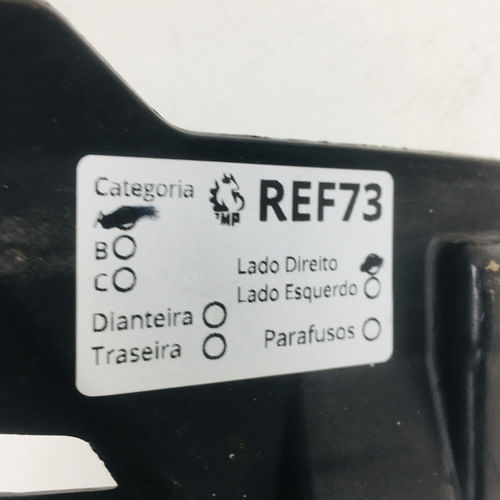 Categoria
REF73
A
B
C
Dianteira
Traseira
Lado Direito
Lado Esquerdo
Parafusos